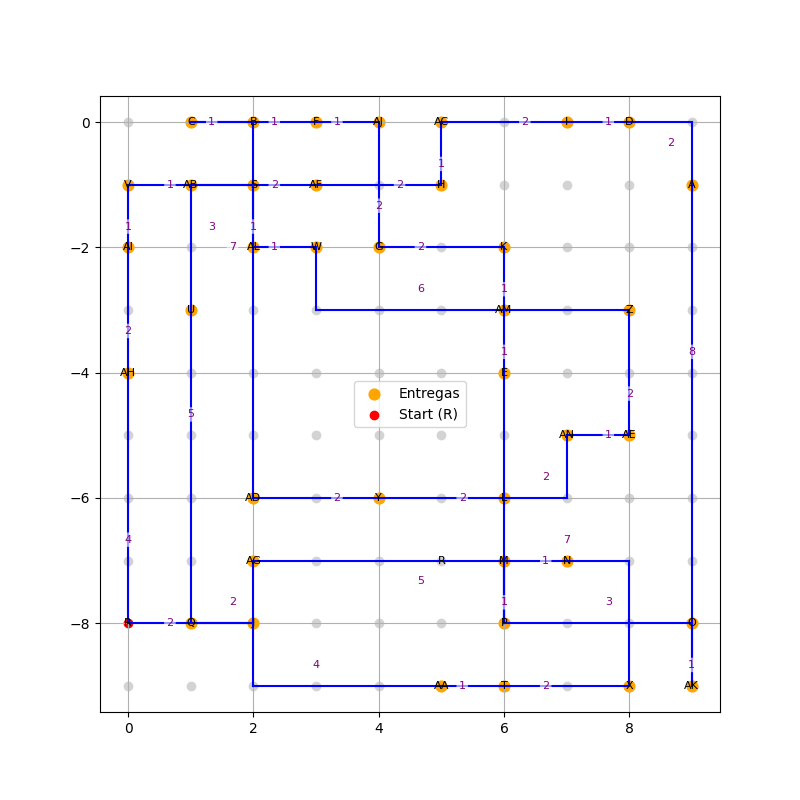 0 C 1 B 1 F 1 AJ AC 2 I 1 D
2
1
V 1 AB S 2 AF 2 H A
2
1 3 1
−2 AI 7 AL 1 W G 2 K
6 1
U AM Z
2
1 8
−4 AH E
Entregas 2
Start (R)
5
AN 1 AE
2
−6 AD 2 Y 2 L
4 7
AG R M 1 N
5
2 1 3
−8 2 Q P O
4 1
AA 1 T 2 X AK
0 2 4 6 8